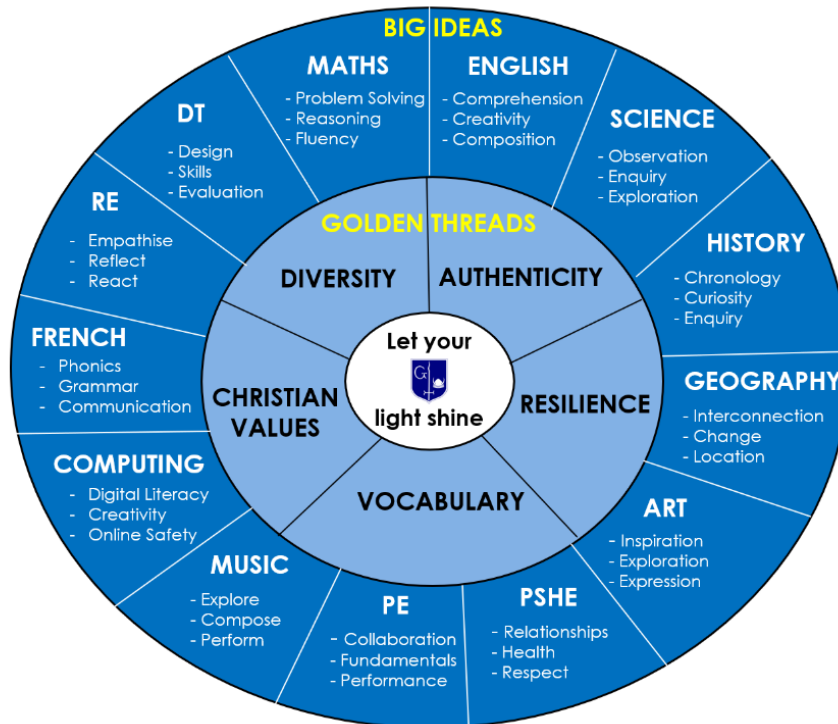 BIG IDEAS
MATHS
- Problem Solving
- Reasoning
- Fluency
ENGLISH
- Comprehension
- Creativity
- Composition
SCIENCE
- Observation
- Enquiry
- Exploration
HISTORY
- Chronology
- Curiosity
- Enquiry
GEOGRAPHY
- Interconnection
- Change
- Location
ART
- Inspiration
- Exploration
- Expression
PSHE
- Relationships
- Health
- Respect
PE
- Collaboration
- Fundamentals
- Performance
MUSIC
- Explore
- Compose
- Perform
COMPUTING
- Digital Literacy
- Creativity
- Online Safety
FRENCH
- Phonics
- Grammar
- Communication
RE
- Empathise
- Reflect
- React
DT
- Design
- Skills
- Evaluation
GOLDEN THREADS
DIVERSITY
AUTHENTICITY
RESILIENCE
VOCABULARY
CHRISTIAN
VALUES
Let your
G
light shine